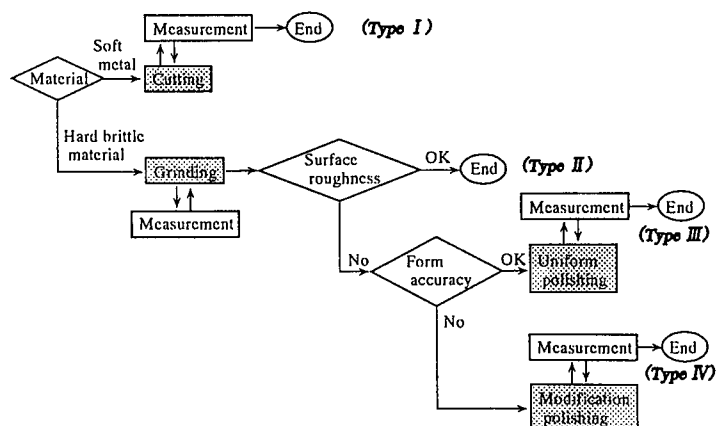 Measurement
End
(Type I)
Soft
metal
Material
Cutting
Hard brittle
material
Grinding
Surface
roughness
OK
End
(Type II)
Measurement
Measurement
End
(Type III)
No
Form
accuracy
OK
Uniform
polishing
No
Measurement
End
(Type IV)
Modification
polishing